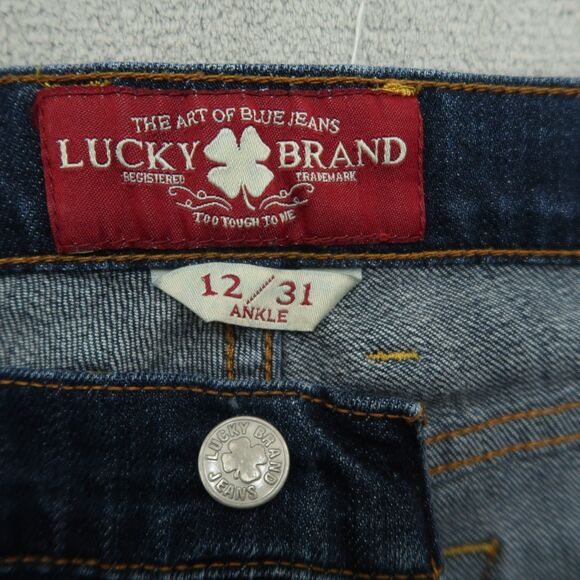 THE ART OF BLUE JEANS
LUCKY BRAND
REGISTERED TRADEMARK
TOO TOUGH TO DIE
12/31
ANKLE
LUCKY BRAND
JEANS